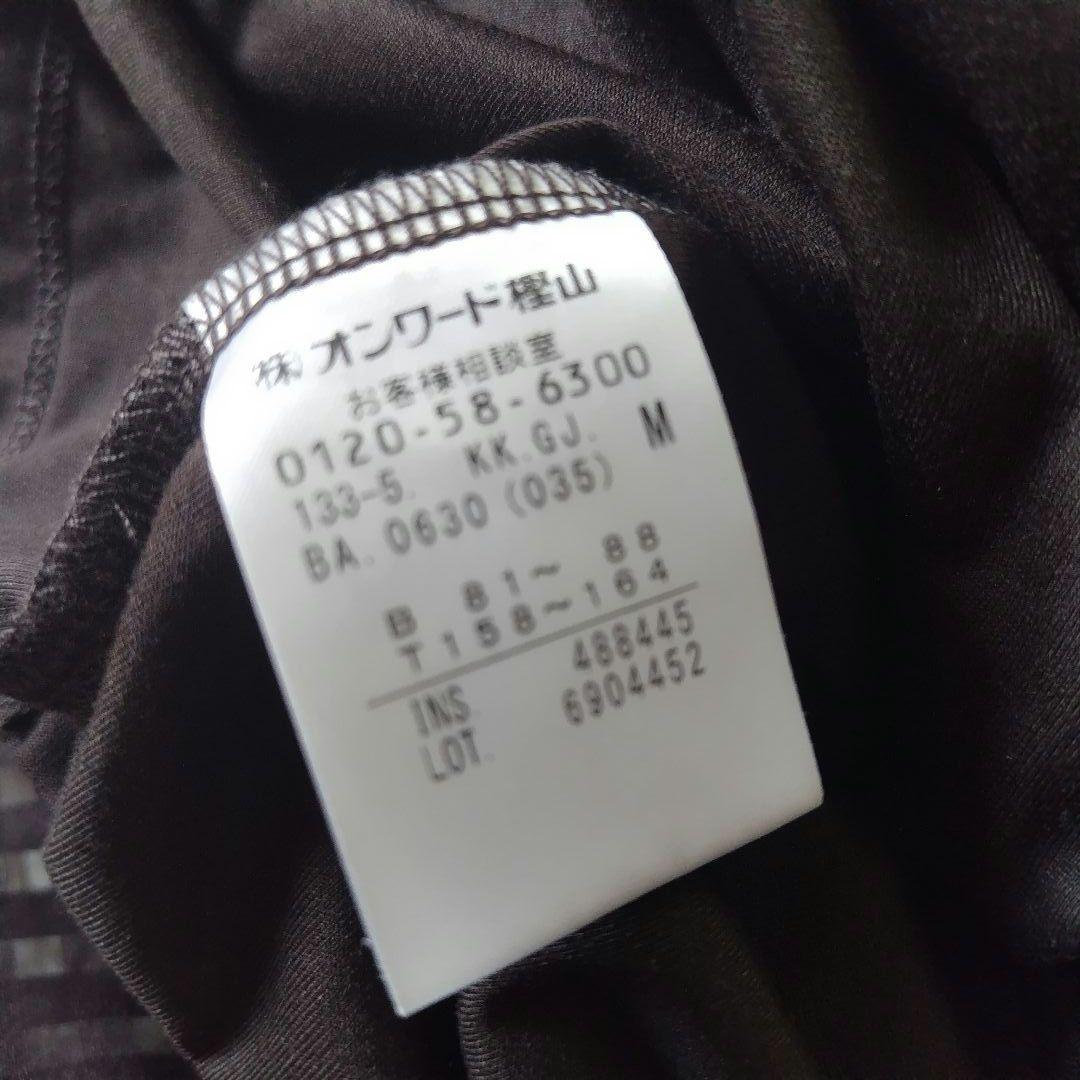 ㈱オンワード樫山
お客様相談室
0120-58-6300
133-5. KK.GJ. M
BA. 0630 (035)
B 81~ 88
T 158~164
INS. 488445
LOT. 6904452